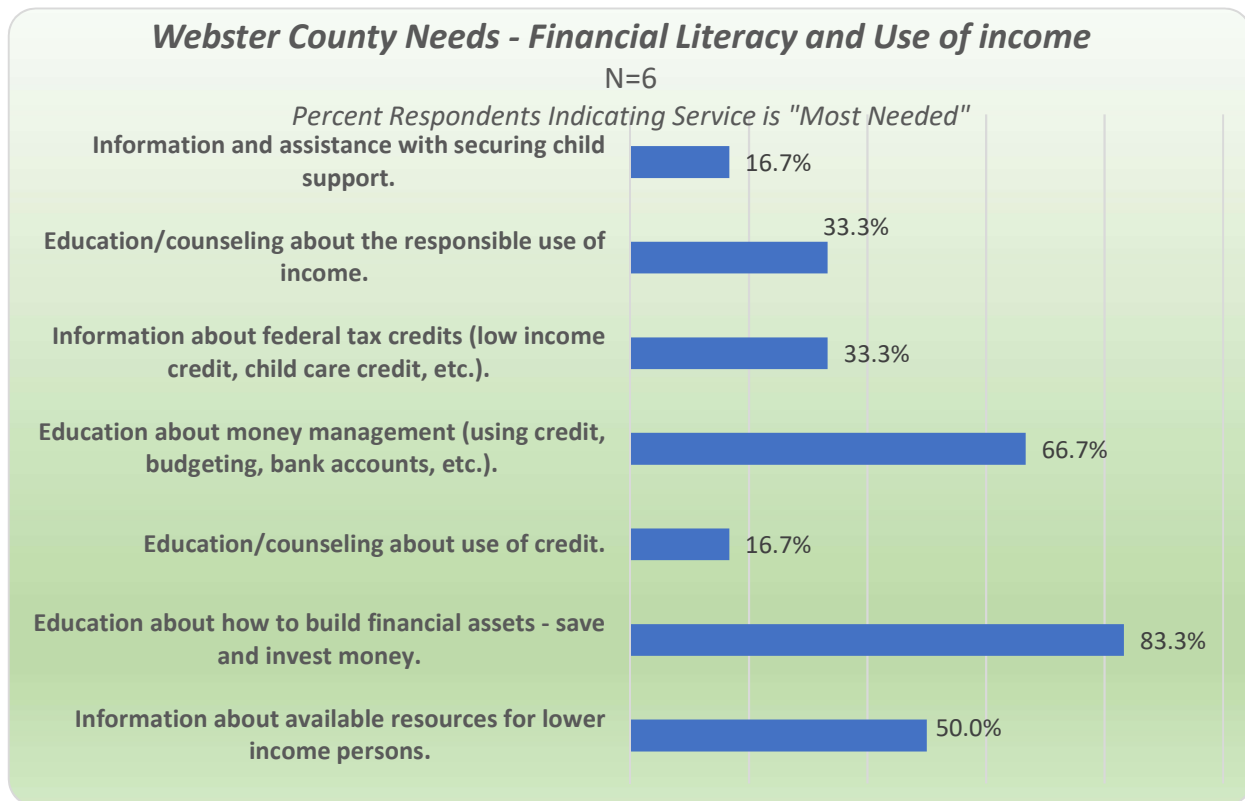 Webster County Needs - Financial Literacy and Use of income
N=6
Percent Respondents Indicating Service is "Most Needed"
Information and assistance with securing child
support.
16.7%
Education/counseling about the responsible use of
income.
33.3%
Information about federal tax credits (low income
credit, child care credit, etc.).
33.3%
Education about money management (using credit,
budgeting, bank accounts, etc.).
66.7%
Education/counseling about use of credit.
16.7%
Education about how to build financial assets - save
and invest money.
83.3%
Information about available resources for lower
income persons.
50.0%